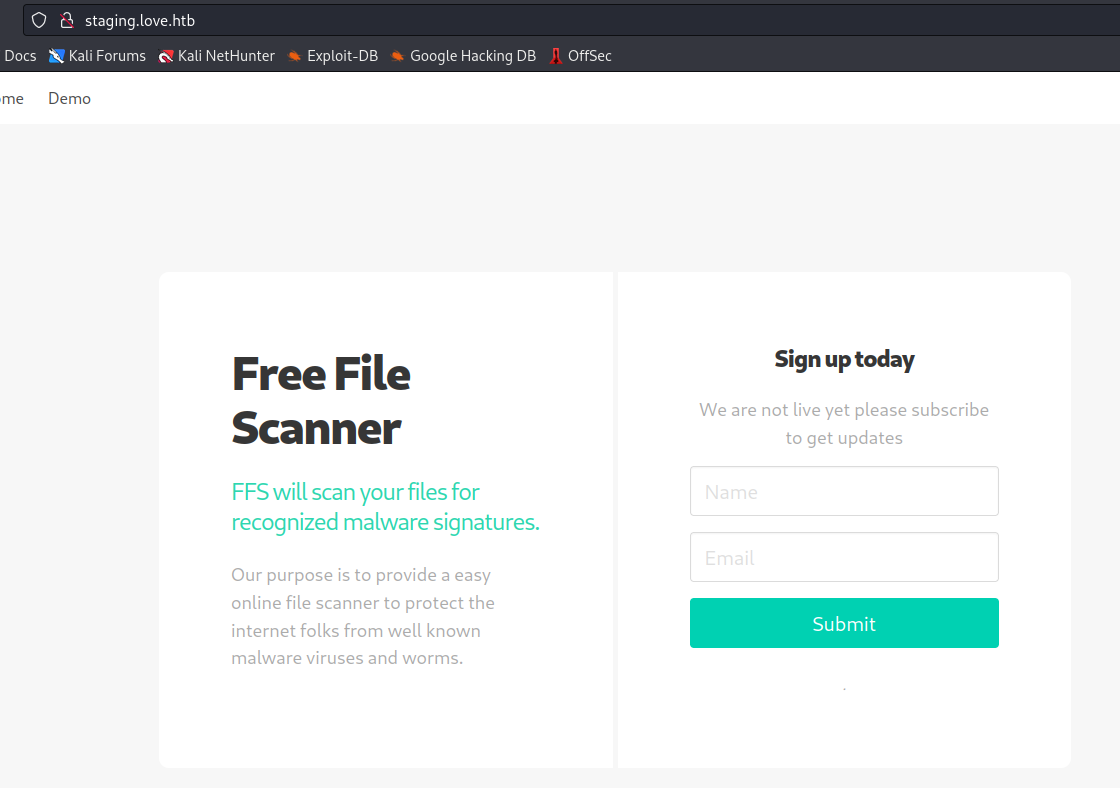 staging.love.htb
Docs Kali Forums Kali NetHunter Exploit-DB Google Hacking DB OffSec
ome Demo
Free File
Scanner
FFS will scan your files for
recognized malware signatures.
Our purpose is to provide a easy
online file scanner to protect the
internet folks from well known
malware viruses and worms.
Sign up today
We are not live yet please subscribe
to get updates
Name
Email
Submit
.